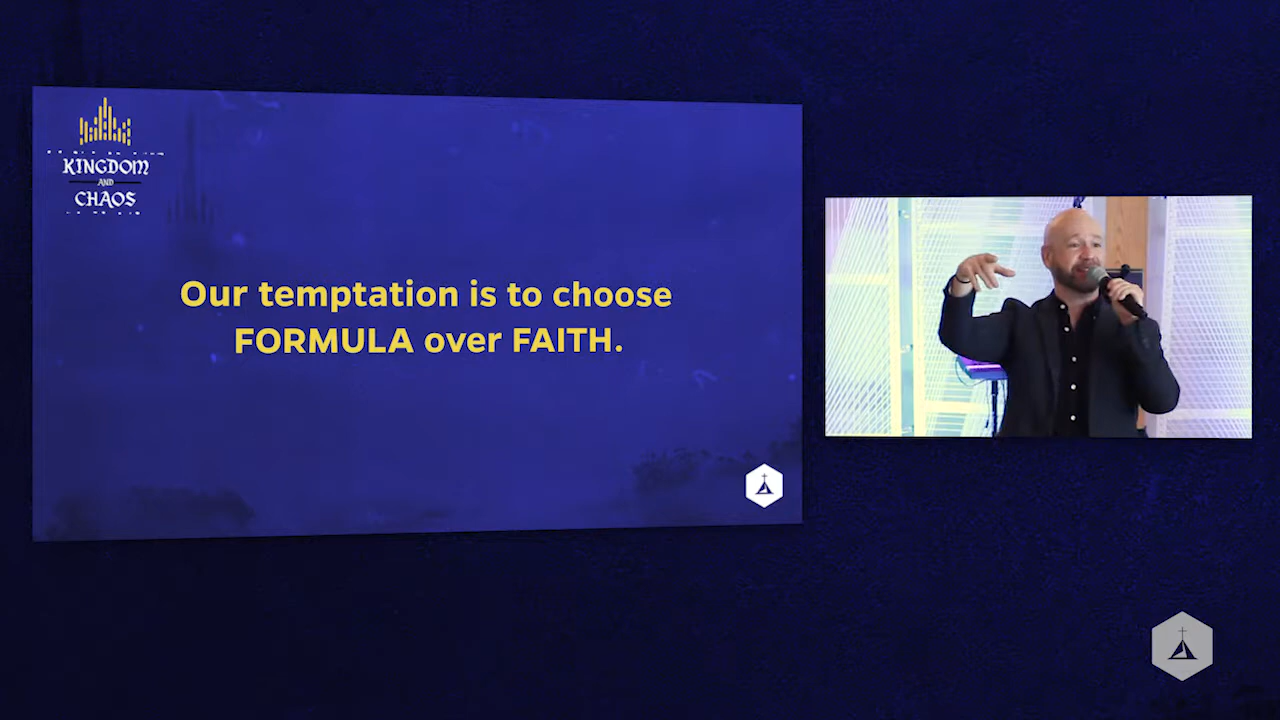 KINGDOM
AND
CHAOS
Our temptation is to choose
FORMULA over FAITH.